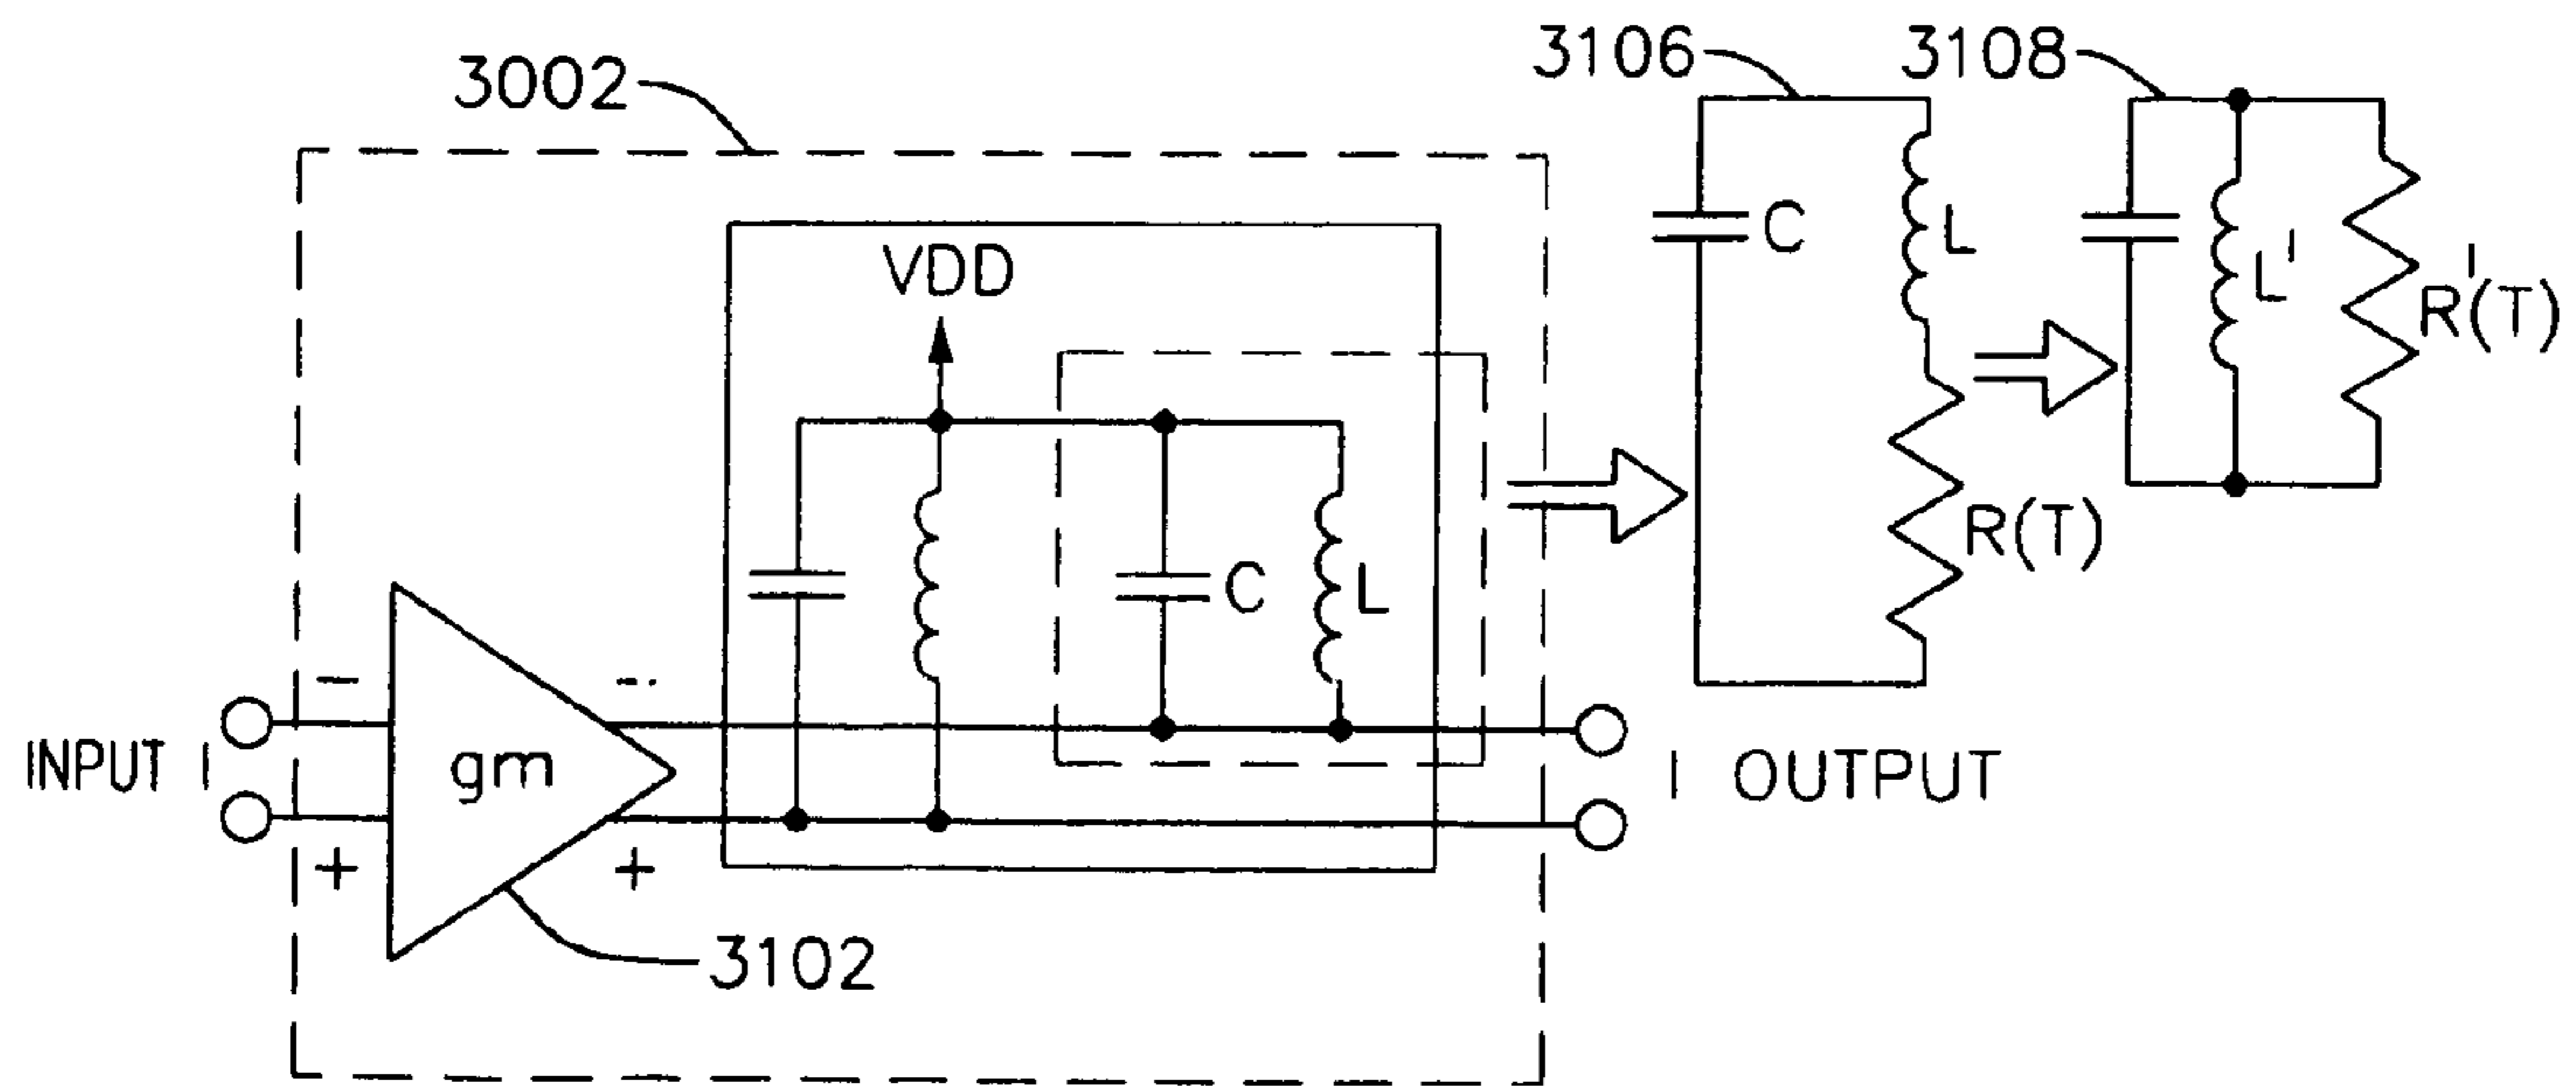 3106
3108
3002
VDD
C
L
L'
R'(T)
R(T)
C
L
−
-.
INPUT I
gm
I OUTPUT
+
+
3102